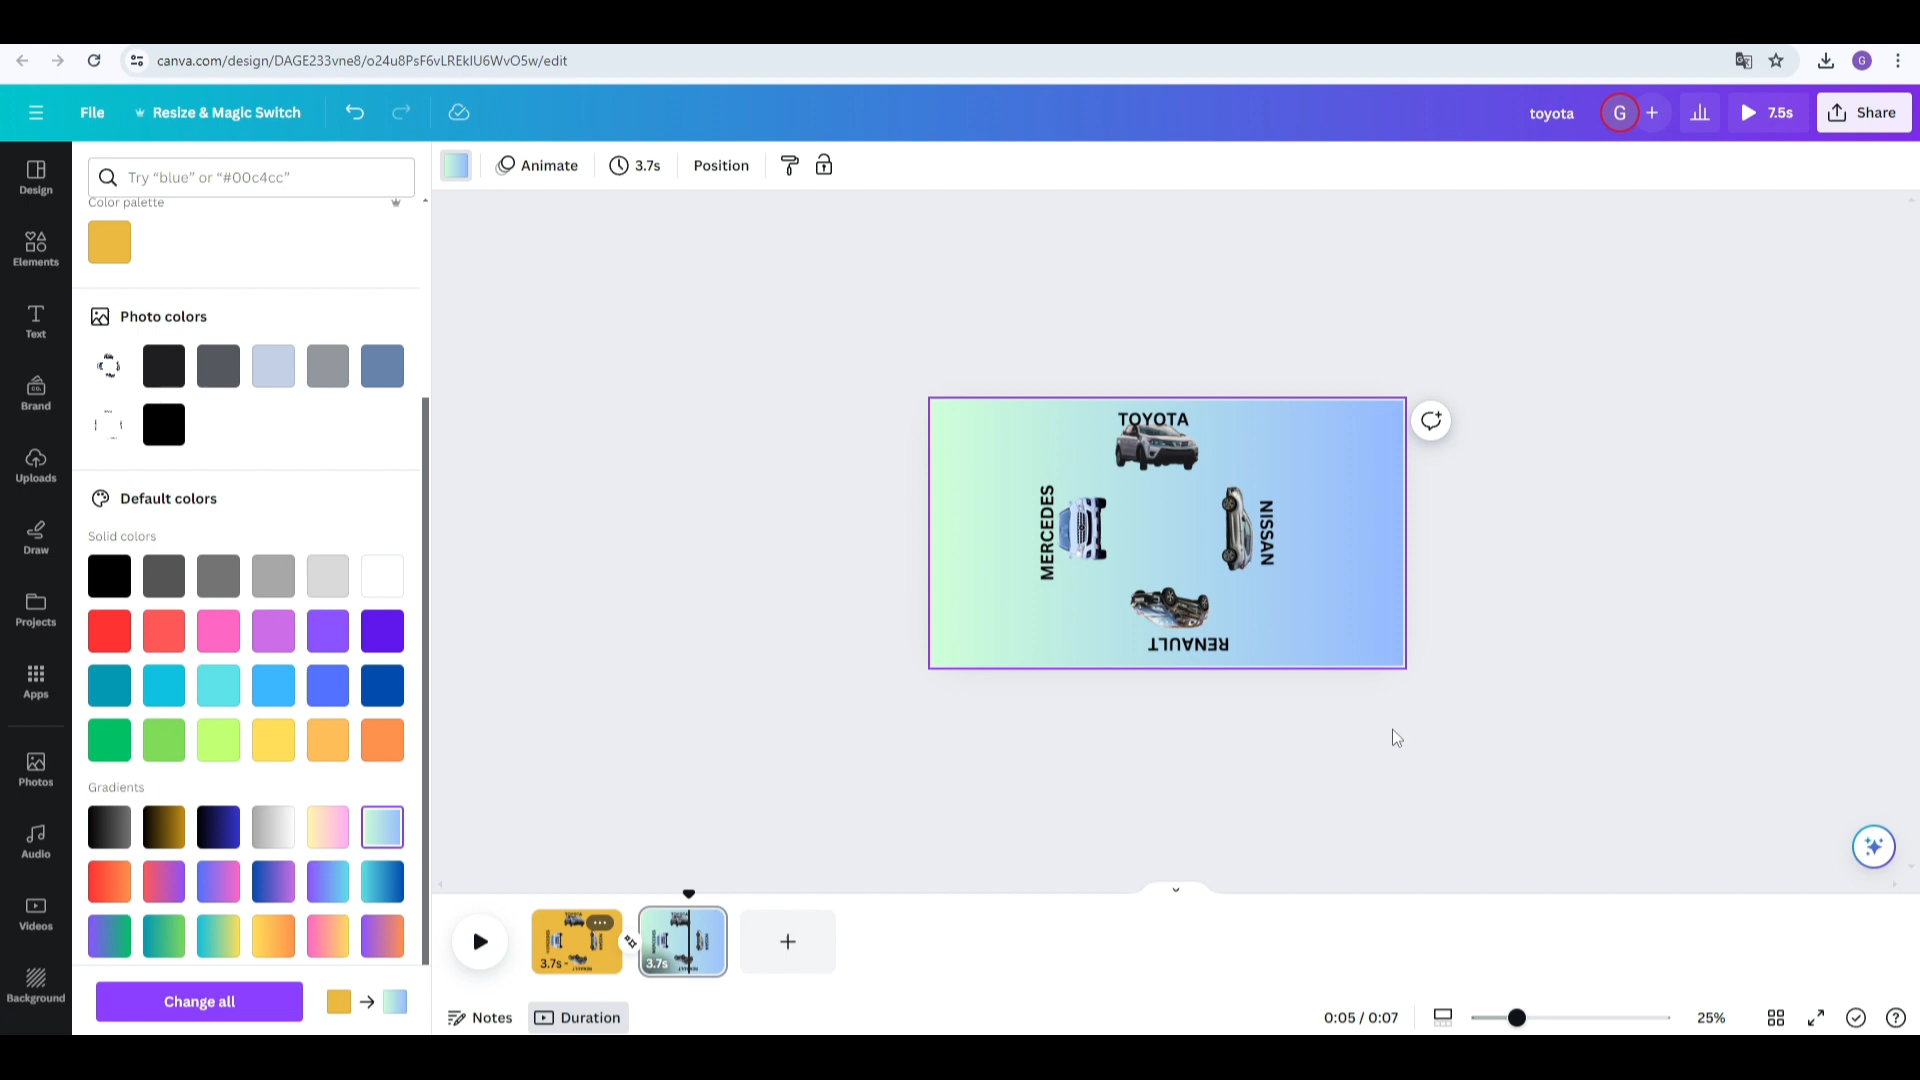 canva.com/design/DAGE233vne8/o24u8PsF6vLREkIU6WvO5w/edit
G
File
Resize & Magic Switch
toyota
G
7.5s
Share
Design
Elements
Text
Brand
Uploads
Draw
Projects
Apps
Photos
Audio
Videos
Background
Try “blue” or “#00c4cc”
Color palette
Photo colors
Default colors
Solid colors
Gradients
Change all
Animate
3.7s
Position
TOYOTA
MERCEDES
NISSAN
RENAULT
3.7s
3.7s
Notes
Duration
0:05 / 0:07
25%